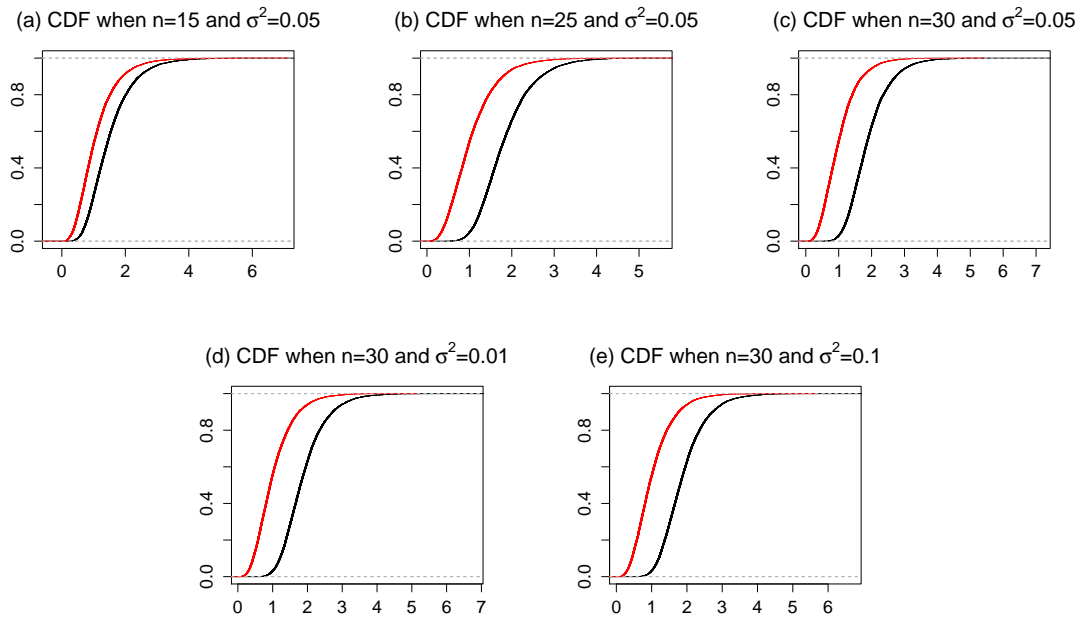 (a) CDF when n=15 and σ²=0.05
(b) CDF when n=25 and σ²=0.05
(c) CDF when n=30 and σ²=0.05
0.0 0.4 0.8
0 2 4 6
0.0 0.4 0.8
0 1 2 3 4 5
0.0 0.4 0.8
0 1 2 3 4 5 6 7
(d) CDF when n=30 and σ²=0.01
(e) CDF when n=30 and σ²=0.1
0.0 0.4 0.8
0 1 2 3 4 5 6 7
0.0 0.4 0.8
0 1 2 3 4 5 6